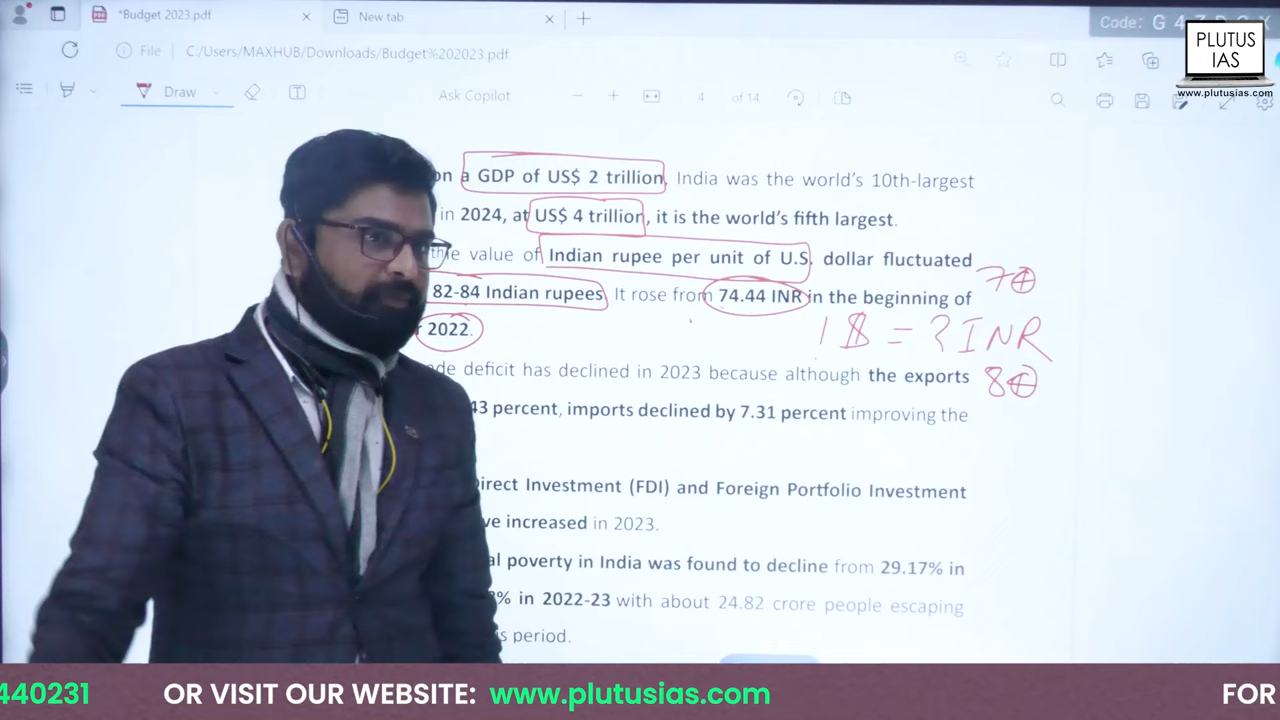 *Budget 2023.pdf
New tab
Code: G 4
PLUTUS
IAS
www.plutusias.com
File
C:/Users/MAXHUB/Downloads/Budget%202023.pdf
Draw
Ask Copilot
4 of 14
on a GDP of US$ 2 trillion, India was the world's 10th-largest
in 2024, at US$ 4 trillion, it is the world's fifth largest.
value of Indian rupee per unit of U.S. dollar fluctuated
82-84 Indian rupees. It rose from 74.44 INR in the beginning of
70
2022.
1 $ = ? INR
deficit has declined in 2023 because although the exports
80
43 percent, imports declined by 7.31 percent improving the
Direct Investment (FDI) and Foreign Portfolio Investment
ve increased in 2023.
al poverty in India was found to decline from 29.17% in
% in 2022-23 with about 24.82 crore people escaping
s period.
440231 OR VISIT OUR WEBSITE: www.plutusias.com FOR